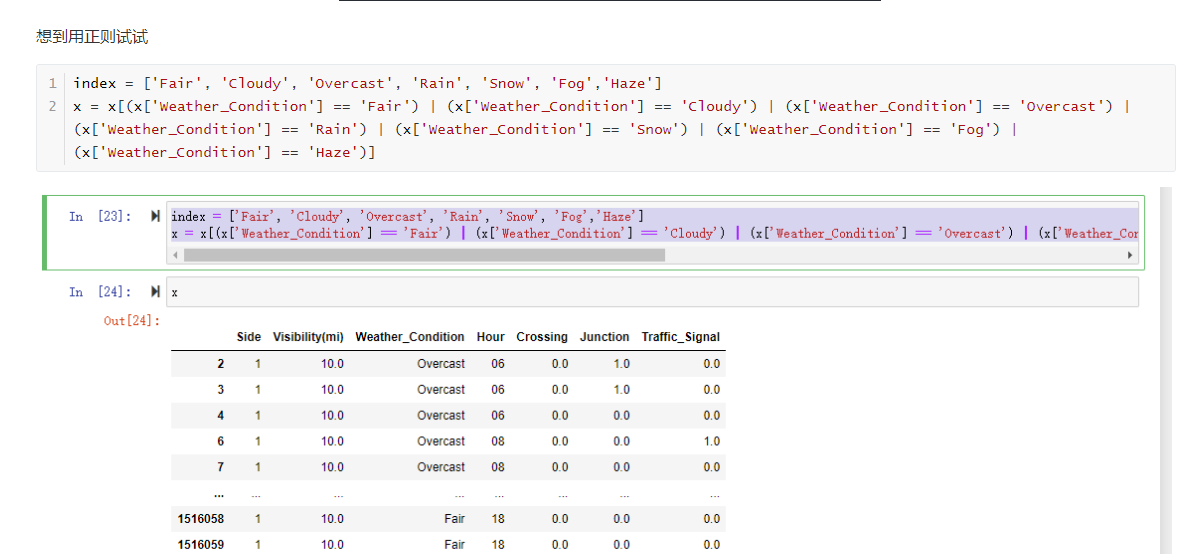 想到用正则试试
1 index = ['Fair', 'Cloudy', 'Overcast', 'Rain', 'Snow', 'Fog','Haze']
2 x = x[(x['Weather_Condition'] == 'Fair') | (x['Weather_Condition'] == 'Cloudy') | (x['Weather_Condition'] == 'Overcast') |
(x['Weather_Condition'] == 'Rain') | (x['Weather_Condition'] == 'Snow') | (x['Weather_Condition'] == 'Fog') |
(x['Weather_Condition'] == 'Haze')]
In [23]: index = ['Fair', 'Cloudy', 'Overcast', 'Rain', 'Snow', 'Fog','Haze']
x = x[(x['Weather_Condition'] == 'Fair') | (x['Weather_Condition'] == 'Cloudy') | (x['Weather_Condition'] == 'Overcast') | (x['Weather_Cor
In [24]: x
Out[24]:
Side Visibility(mi) Weather_Condition Hour Crossing Junction Traffic_Signal
2 1 10.0 Overcast 06 0.0 1.0 0.0
3 1 10.0 Overcast 06 0.0 1.0 0.0
4 1 10.0 Overcast 06 0.0 0.0 0.0
6 1 10.0 Overcast 08 0.0 0.0 1.0
7 1 10.0 Overcast 08 0.0 0.0 0.0
... ... ... ... ... ... ... ...
1516058 1 10.0 Fair 18 0.0 0.0 0.0
1516059 1 10.0 Fair 18 0.0 0.0 0.0